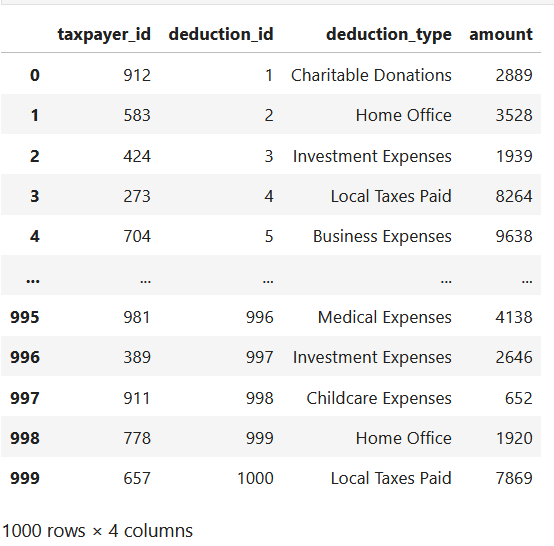 taxpayer_id deduction_id deduction_type amount
0 912 1 Charitable Donations 2889
1 583 2 Home Office 3528
2 424 3 Investment Expenses 1939
3 273 4 Local Taxes Paid 8264
4 704 5 Business Expenses 9638
... ... ... ... ...
995 981 996 Medical Expenses 4138
996 389 997 Investment Expenses 2646
997 911 998 Childcare Expenses 652
998 778 999 Home Office 1920
999 657 1000 Local Taxes Paid 7869
1000 rows × 4 columns